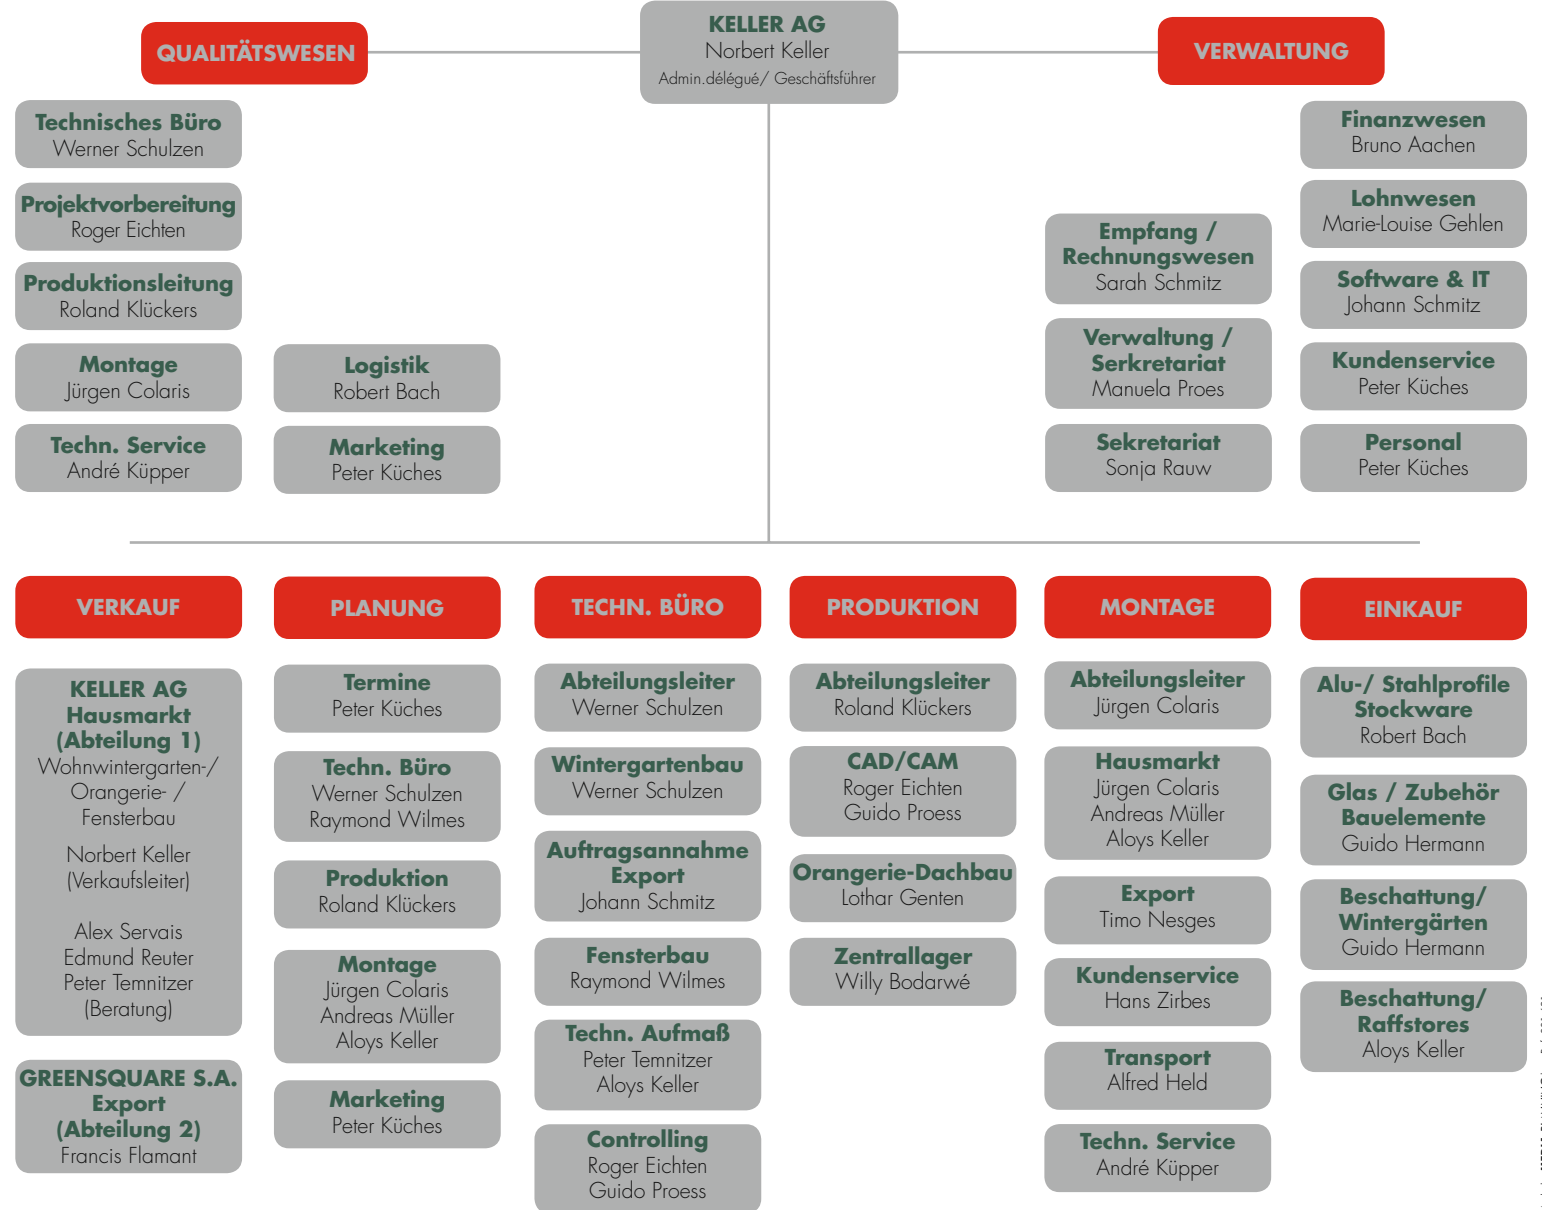 KELLER AG
Norbert Keller
Admin.délégué/ Geschäftsführer
QUALITÄTSWESEN
VERWALTUNG
Technisches Büro
Werner Schulzen
Projektvorbereitung
Roger Eichten
Produktionsleitung
Roland Klückers
Montage
Jürgen Colaris
Techn. Service
André Küpper
Logistik
Robert Bach
Marketing
Peter Küches
Empfang /
Rechnungswesen
Sarah Schmitz
Verwaltung /
Serkretariat
Manuela Proes
Sekretariat
Sonja Rauw
Finanzwesen
Bruno Aachen
Lohnwesen
Marie-Louise Gehlen
Software & IT
Johann Schmitz
Kundenservice
Peter Küches
Personal
Peter Küches
VERKAUF
KELLER AG
Hausmarkt
(Abteilung 1)
Wohnwintergarten-/
Orangerie- /
Fensterbau
Norbert Keller
(Verkaufsleiter)
Alex Servais
Edmund Reuter
Peter Temnitzer
(Beratung)
GREENSQUARE S.A.
Export
(Abteilung 2)
Francis Flamant
PLANUNG
Termine
Peter Küches
Techn. Büro
Werner Schulzen
Raymond Wilmes
Produktion
Roland Klückers
Montage
Jürgen Colaris
Andreas Müller
Aloys Keller
Marketing
Peter Küches
TECHN. BÜRO
Abteilungsleiter
Werner Schulzen
Wintergartenbau
Werner Schulzen
Auftragsannahme
Export
Johann Schmitz
Fensterbau
Raymond Wilmes
Techn. Aufmaß
Peter Temnitzer
Aloys Keller
Controlling
Roger Eichten
Guido Proess
PRODUKTION
Abteilungsleiter
Roland Klückers
CAD/CAM
Roger Eichten
Guido Proess
Orangerie-Dachbau
Lothar Genten
Zentrallager
Willy Bodarwé
MONTAGE
Abteilungsleiter
Jürgen Colaris
Hausmarkt
Jürgen Colaris
Andreas Müller
Aloys Keller
Export
Timo Nesges
Kundenservice
Hans Zirbes
Transport
Alfred Held
Techn. Service
André Küpper
EINKAUF
Alu-/ Stahlprofile
Stockware
Robert Bach
Glas / Zubehör
Bauelemente
Guido Hermann
Beschattung/
Wintergärten
Guido Hermann
Beschattung/
Raffstores
Aloys Keller